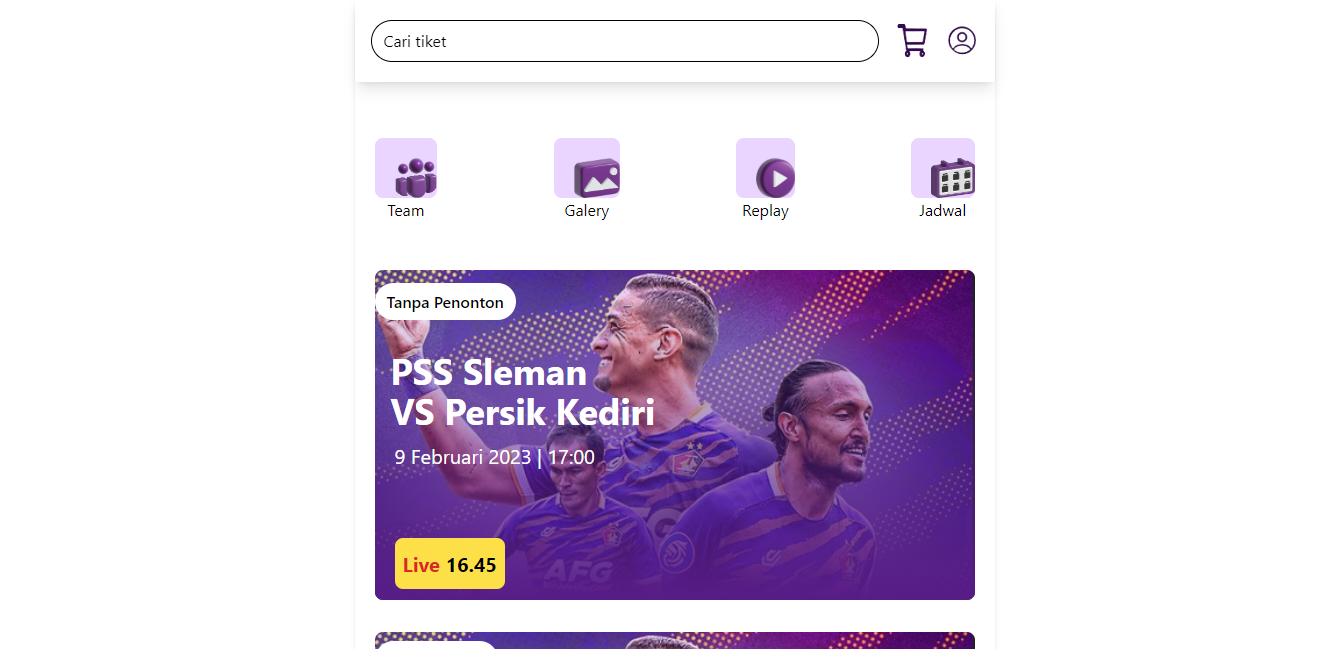 Cari tiket
Team
Galery
Replay
Jadwal
Tanpa Penonton
PSS Sleman
VS Persik Kediri
9 Februari 2023 | 17:00
AFG
Live 16.45